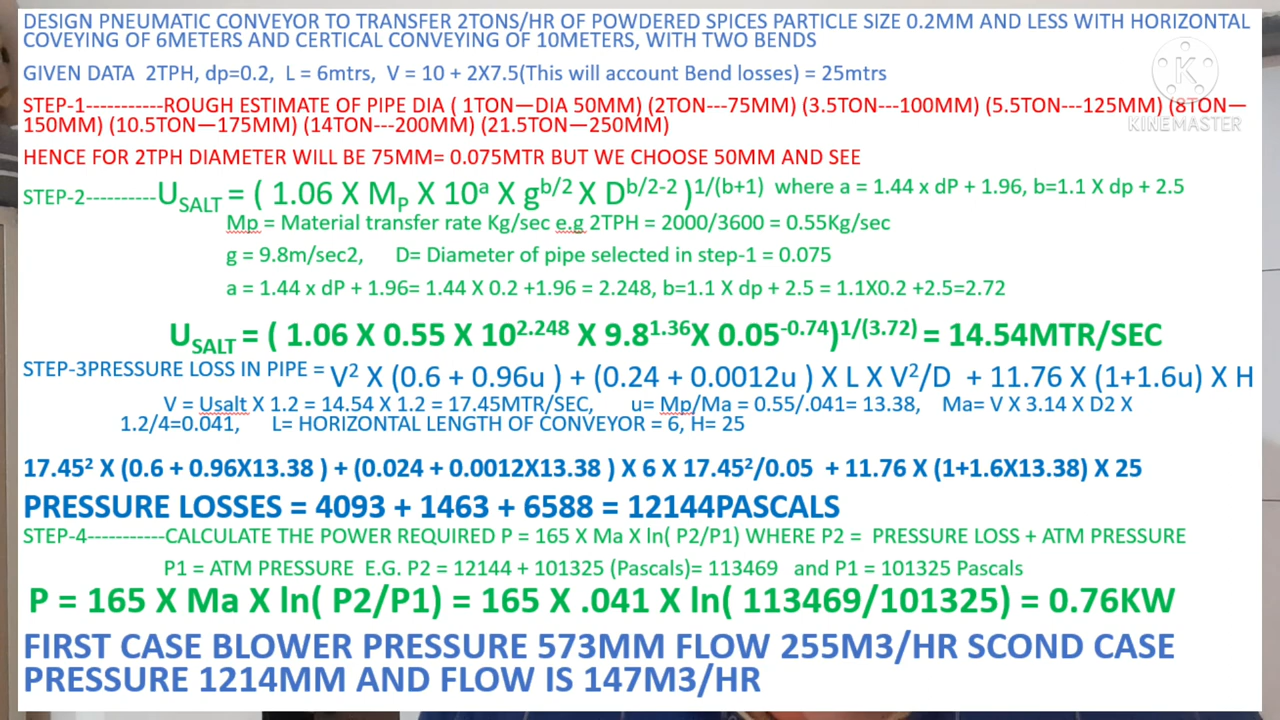 DESIGN PNEUMATIC CONVEYOR TO TRANSFER 2TONS/HR OF POWDERED SPICES PARTICLE SIZE 0.2MM AND LESS WITH HORIZONTAL
COVEYING OF 6METERS AND CERTICAL CONVEYING OF 10METERS, WITH TWO BENDS
GIVEN DATA 2TPH, dp=0.2, L = 6mtrs, V = 10 + 2X7.5(This will account Bend losses) = 25mtrs
STEP-1-----------ROUGH ESTIMATE OF PIPE DIA ( 1TON—DIA 50MM) (2TON---75MM) (3.5TON---100MM) (5.5TON---125MM) (8TON—
150MM) (10.5TON—175MM) (14TON---200MM) (21.5TON—250MM)
KINEMASTER
HENCE FOR 2TPH DIAMETER WILL BE 75MM= 0.075MTR BUT WE CHOOSE 50MM AND SEE
STEP-2----------U_SALT = ( 1.06 X M_P X 10^a X g^b/2 X D^b/2-2 )^1/(b+1) where a = 1.44 x dP + 1.96, b=1.1 X dp + 2.5
Mp = Material transfer rate Kg/sec e.g 2TPH = 2000/3600 = 0.55Kg/sec
g = 9.8m/sec2, D= Diameter of pipe selected in step-1 = 0.075
a = 1.44 x dP + 1.96= 1.44 X 0.2 +1.96 = 2.248, b=1.1 X dp + 2.5 = 1.1X0.2 +2.5=2.72
U_SALT = ( 1.06 X 0.55 X 10^2.248 X 9.8^1.36 X 0.05^-0.74)^1/(3.72) = 14.54MTR/SEC
STEP-3PRESSURE LOSS IN PIPE = V² X (0.6 + 0.96u ) + (0.24 + 0.0012u ) X L X V²/D + 11.76 X (1+1.6u) X H
V = Usalt X 1.2 = 14.54 X 1.2 = 17.45MTR/SEC, u= Mp/Ma = 0.55/.041= 13.38, Ma= V X 3.14 X D2 X
1.2/4=0.041, L= HORIZONTAL LENGTH OF CONVEYOR = 6, H= 25
17.45² X (0.6 + 0.96X13.38 ) + (0.024 + 0.0012X13.38 ) X 6 X 17.45²/0.05 + 11.76 X (1+1.6X13.38) X 25
PRESSURE LOSSES = 4093 + 1463 + 6588 = 12144PASCALS
STEP-4-----------CALCULATE THE POWER REQUIRED P = 165 X Ma X ln( P2/P1) WHERE P2 = PRESSURE LOSS + ATM PRESSURE
P1 = ATM PRESSURE E.G. P2 = 12144 + 101325 (Pascals)= 113469 and P1 = 101325 Pascals
P = 165 X Ma X ln( P2/P1) = 165 X .041 X ln( 113469/101325) = 0.76KW
FIRST CASE BLOWER PRESSURE 573MM FLOW 255M3/HR SCOND CASE
PRESSURE 1214MM AND FLOW IS 147M3/HR